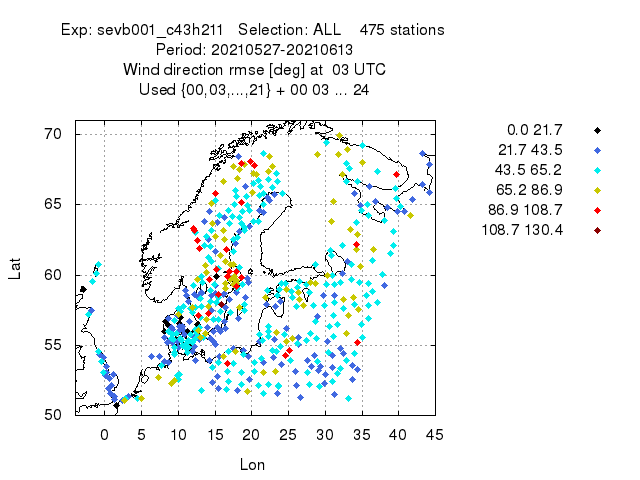 Exp: sevb001_c43h211 Selection: ALL 475 stations
Period: 20210527-20210613
Wind direction rmse [deg] at 03 UTC
Used {00,03,...,21} + 00 03 ... 24
0.0 21.7
21.7 43.5
43.5 65.2
65.2 86.9
86.9 108.7
108.7 130.4
Lat
70
65
60
55
50
0 5 10 15 20 25 30 35 40 45
Lon